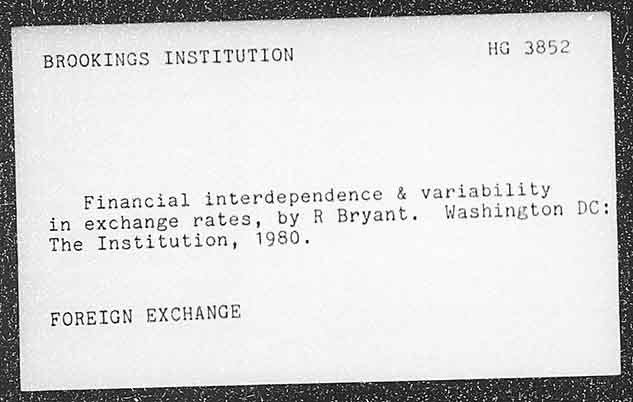 BROOKINGS INSTITUTION HG 3852
Financial interdependence & variability
in exchange rates, by R Bryant. Washington DC:
The Institution, 1980.
FOREIGN EXCHANGE